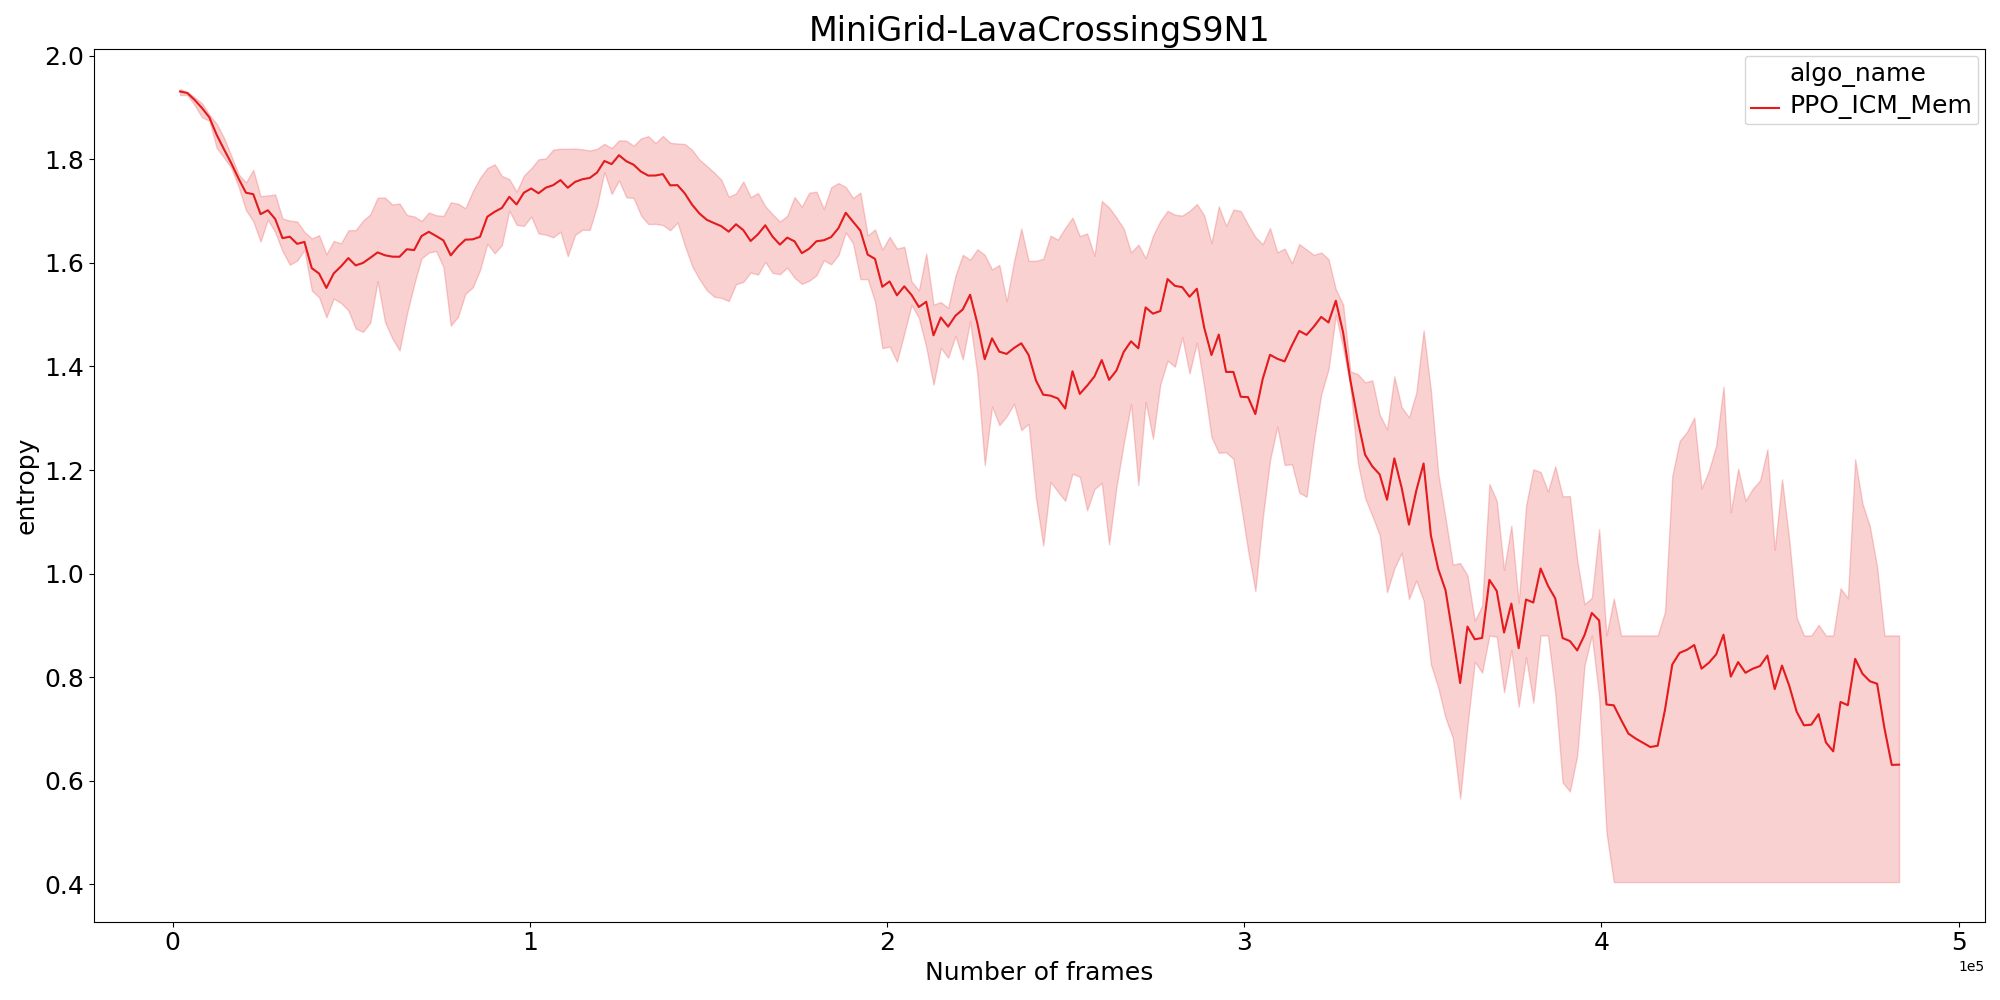 MiniGrid-LavaCrossingS9N1
algo_name
PPO_ICM_Mem
entropy
2.0
1.8
1.6
1.4
1.2
1.0
0.8
0.6
0.4
0 1 2 3 4 5
1e5
Number of frames